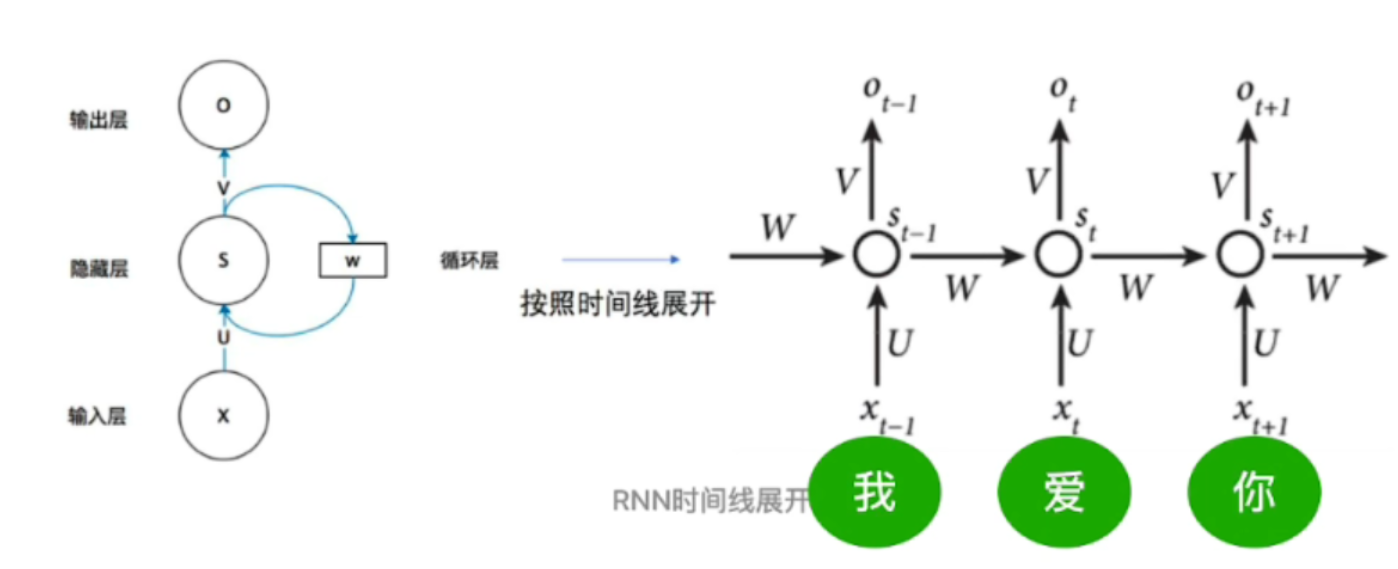 输出层
O
V
隐藏层
S
W
循环层
U
输入层
X
按照时间线展开
o_{t-1}
o_t
o_{t+1}
V
V
V
W
s_{t-1}
s_t
s_{t+1}
W
W
W
U
U
U
x_{t-1}
x_t
x_{t+1}
RNN时间线展开
我
爱
你